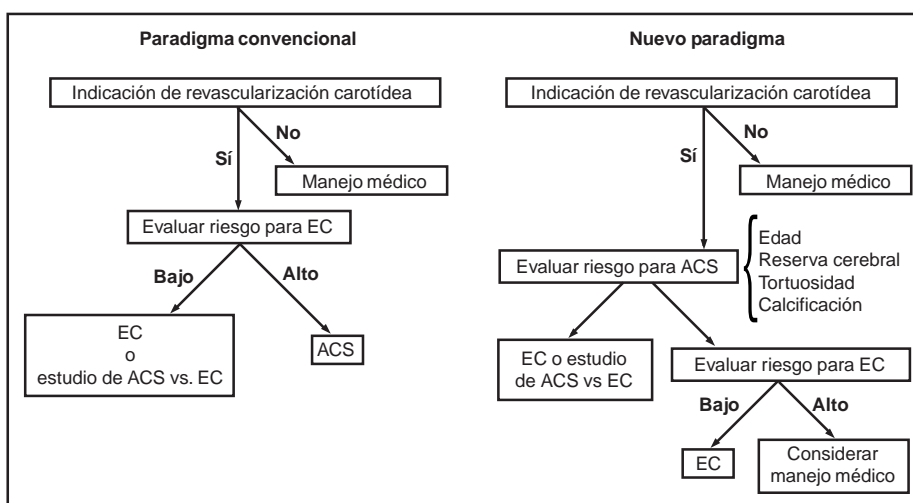 Paradigma convencional
Indicación de revascularización carotídea
No
Sí
Manejo médico
Evaluar riesgo para EC
Bajo
Alto
EC
o
estudio de ACS vs. EC
ACS
Nuevo paradigma
Indicación de revascularización carotídea
No
Sí
Manejo médico
Evaluar riesgo para ACS
Edad
Reserva cerebral
Tortuosidad
Calcificación
EC o estudio
de ACS vs EC
Evaluar riesgo para EC
Bajo
Alto
EC
Considerar
manejo médico